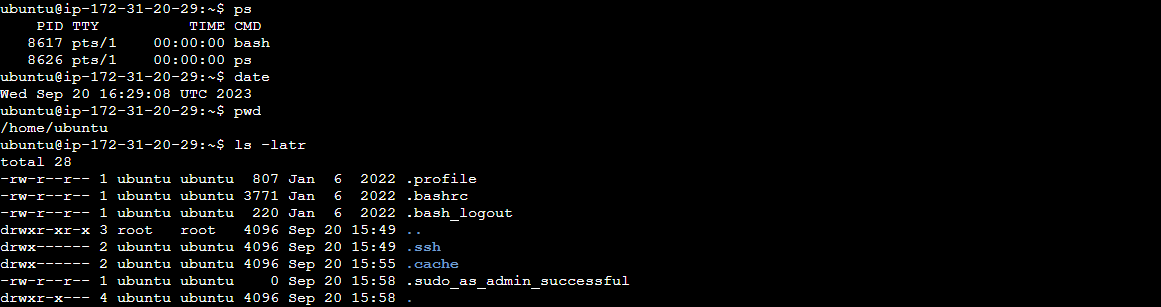 ubuntu@ip-172-31-20-29:~$ ps
    PID TTY          TIME CMD
   8617 pts/1    00:00:00 bash
   8626 pts/1    00:00:00 ps
ubuntu@ip-172-31-20-29:~$ date
Wed Sep 20 16:29:08 UTC 2023
ubuntu@ip-172-31-20-29:~$ pwd
/home/ubuntu
ubuntu@ip-172-31-20-29:~$ ls -latr
total 28
-rw-r--r-- 1 ubuntu ubuntu  807 Jan  6  2022 .profile
-rw-r--r-- 1 ubuntu ubuntu 3771 Jan  6  2022 .bashrc
-rw-r--r-- 1 ubuntu ubuntu  220 Jan  6  2022 .bash_logout
drwxr-xr-x 3 root   root   4096 Sep 20 15:49 ..
drwx------ 2 ubuntu ubuntu 4096 Sep 20 15:49 .ssh
drwx------ 2 ubuntu ubuntu 4096 Sep 20 15:55 .cache
-rw-r--r-- 1 ubuntu ubuntu    0 Sep 20 15:58 .sudo_as_admin_successful
drwxr-x--- 4 ubuntu ubuntu 4096 Sep 20 15:58 .